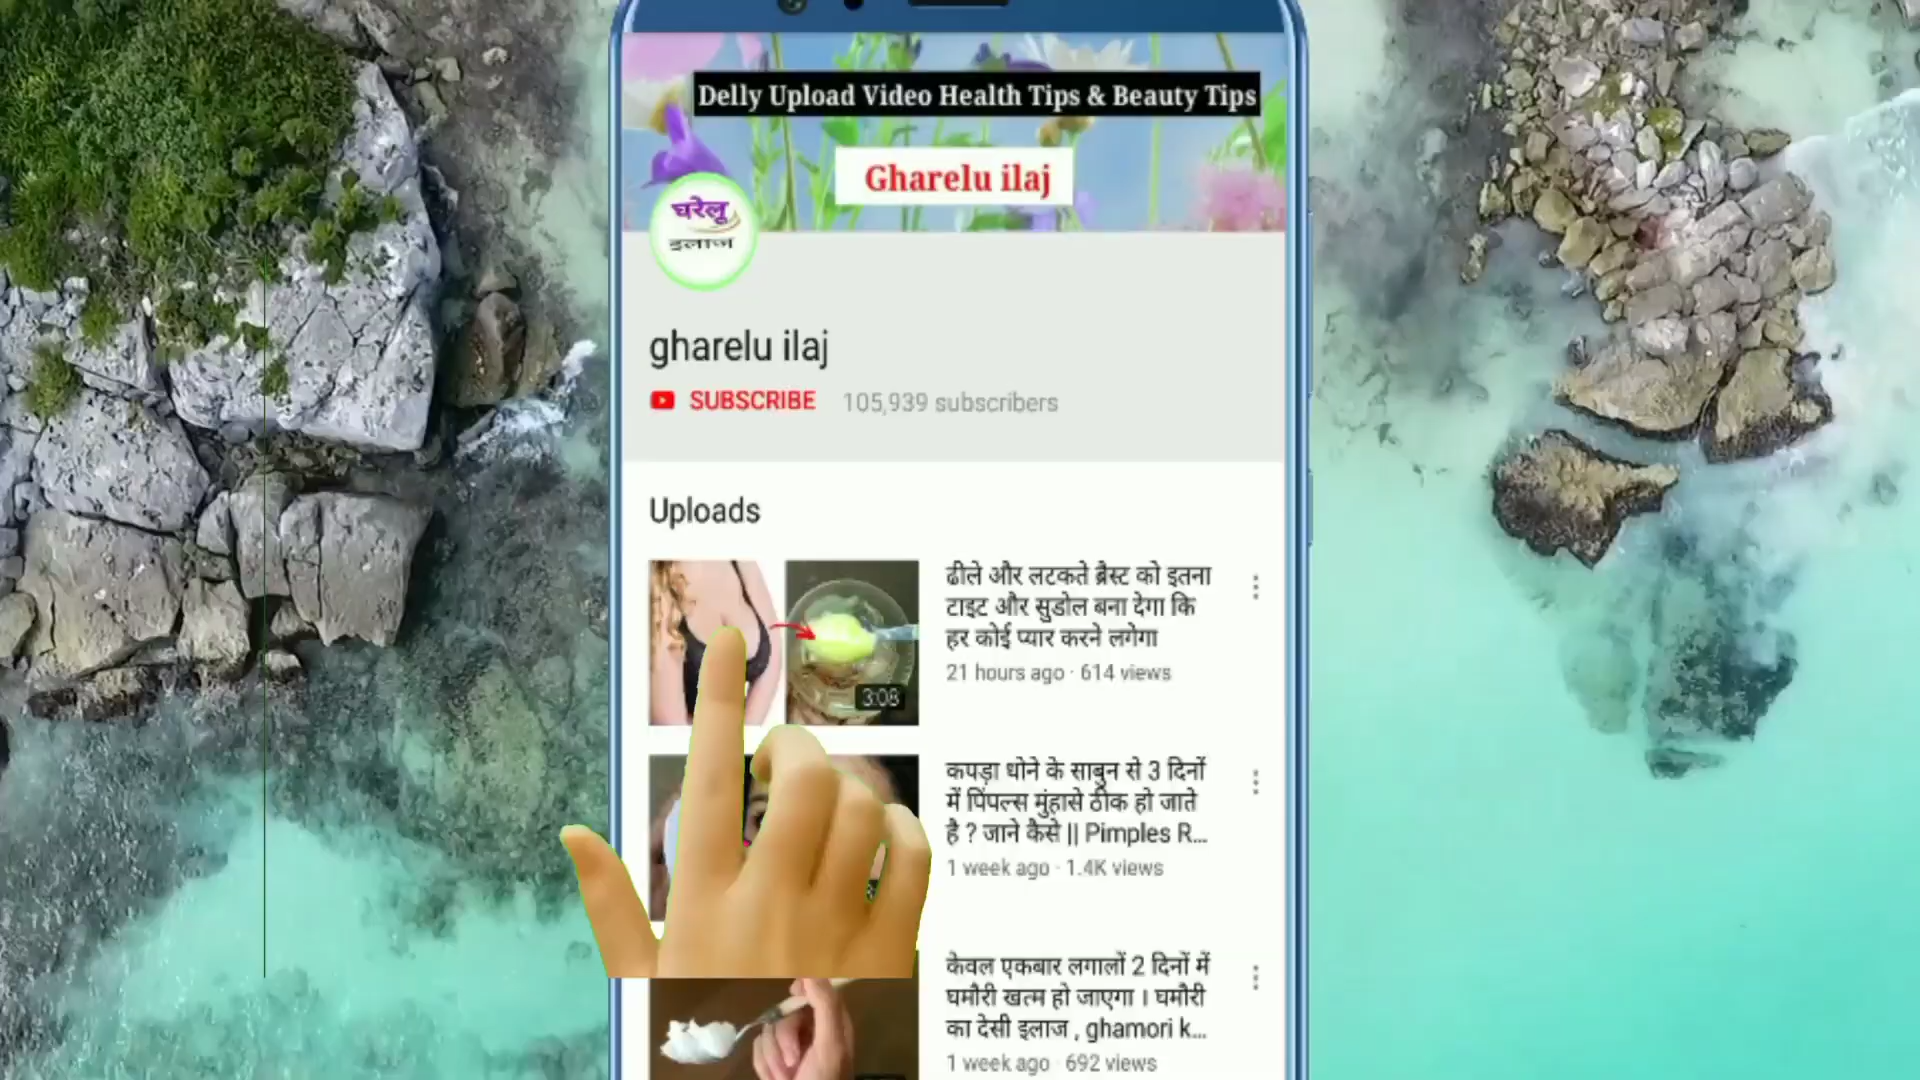 Delly Upload Video Health Tips & Beauty Tips
Gharelu ilaj
घरेलू
इलाज
gharelu ilaj
SUBSCRIBE 105,939 subscribers
Uploads
ढीले और लटकते ब्रैस्ट को इतना
टाइट और सुडोल बना देगा कि
हर कोई प्यार करने लगेगा
21 hours ago · 614 views
3:08
कपड़ा धोने के साबुन से 3 दिनों
में पिंपल्स मुंहासे ठीक हो जाते
है ? जाने कैसे || Pimples R...
1 week ago · 1.4K views
केवल एकबार लगालों 2 दिनों में
घमौरी खत्म हो जाएगा । घमौरी
का देसी इलाज , ghamori k...
1 week ago · 692 views